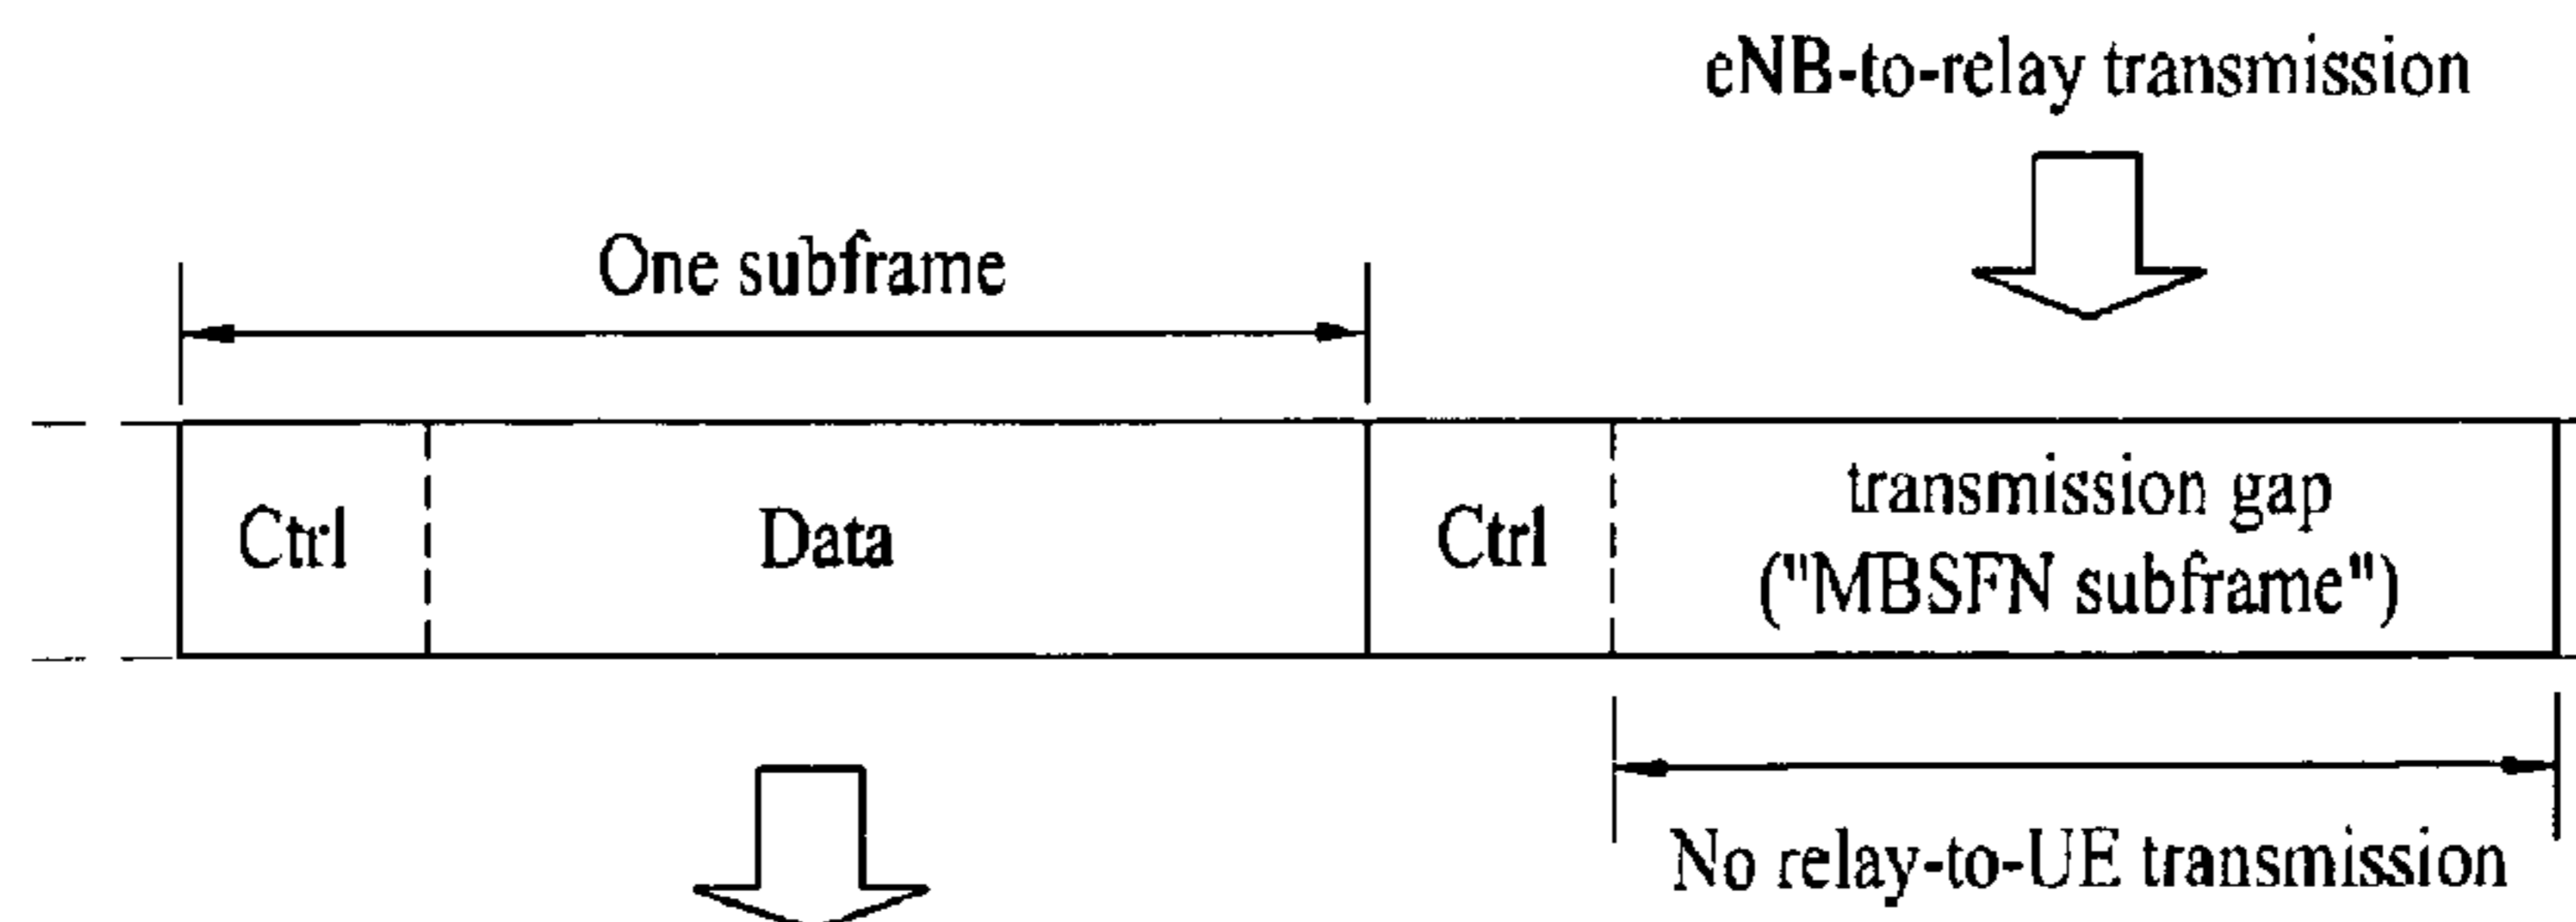 eNB-to-relay transmission
One subframe
Ctrl
Data
Ctrl
transmission gap
("MBSFN subframe")
No relay-to-UE transmission